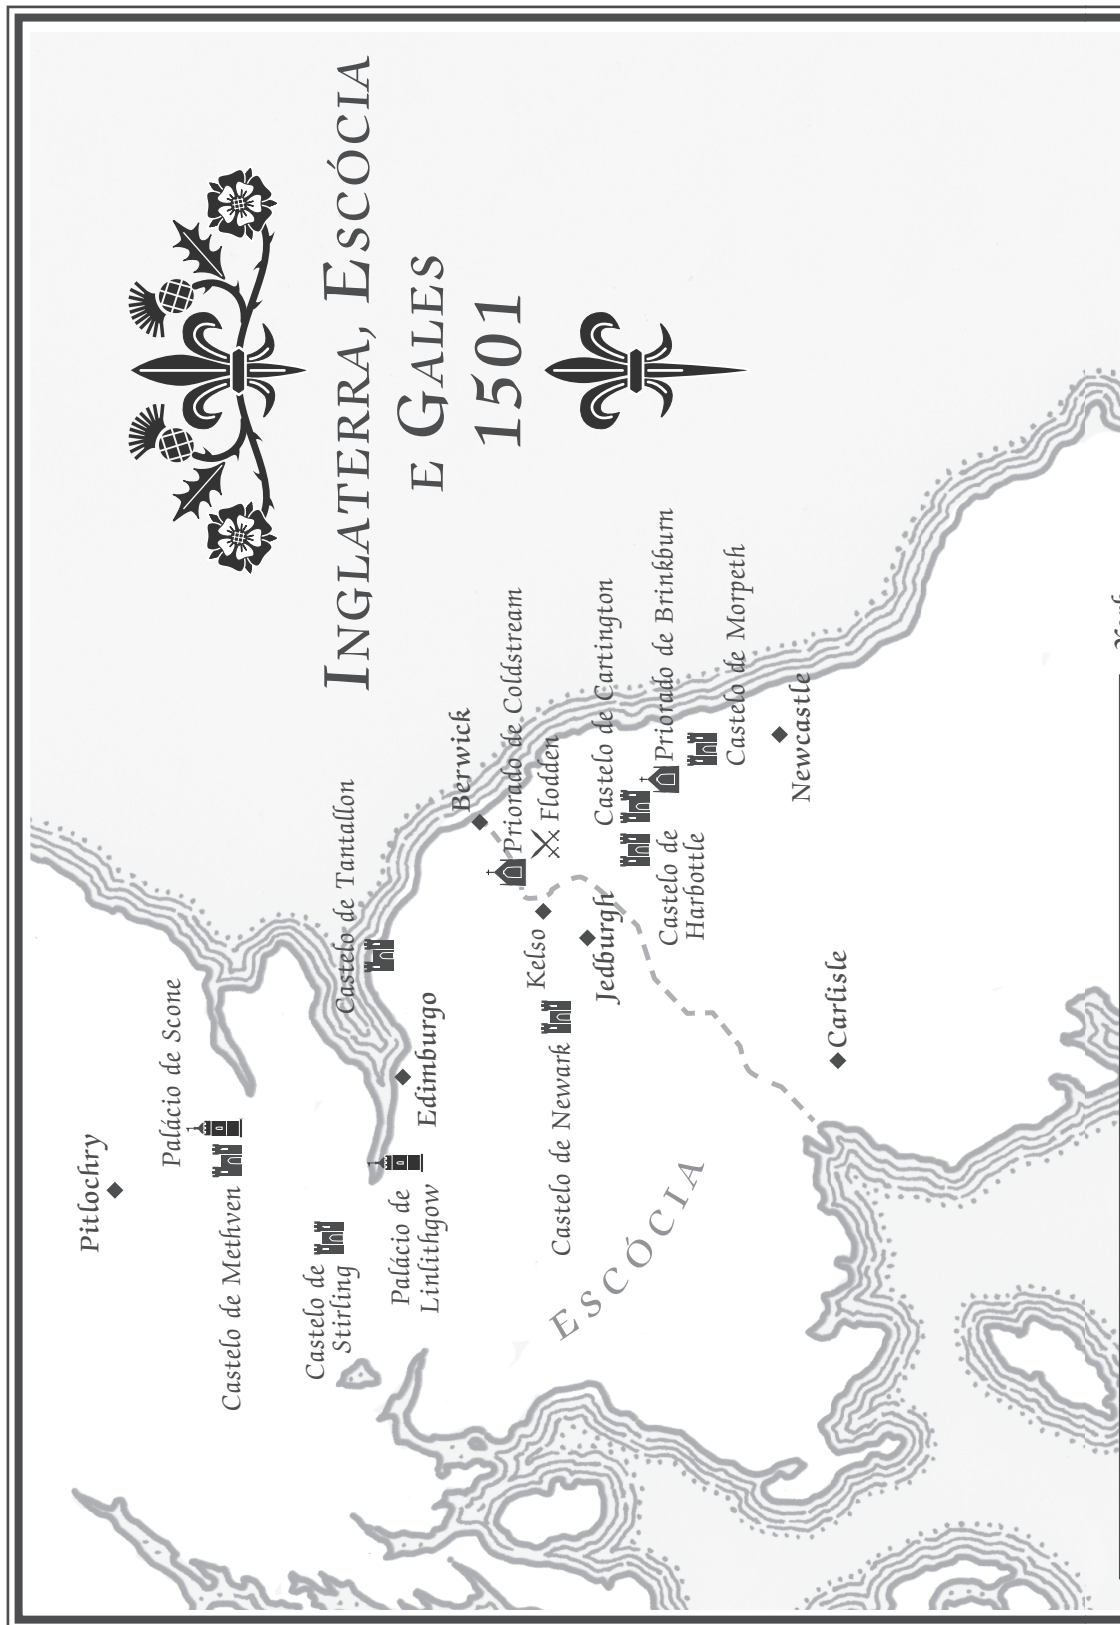 INGLATERRA, ESCÓCIA
E GALES
1501
Pitlochry
Palácio de Scone
Castelo de Methven
Castelo de
Stirling
Palácio de
Linlithgow
Castelo de Tantallon
Edimburgo
Berwick
Priorado de Coldstream
Flodden
Kelso
Castelo de Newark
Jedburgh
Castelo de Cartington
Priorado de Brinkburn
Castelo de
Harbottle
Castelo de Morpeth
Newcastle
Carlisle
ESCÓCIA